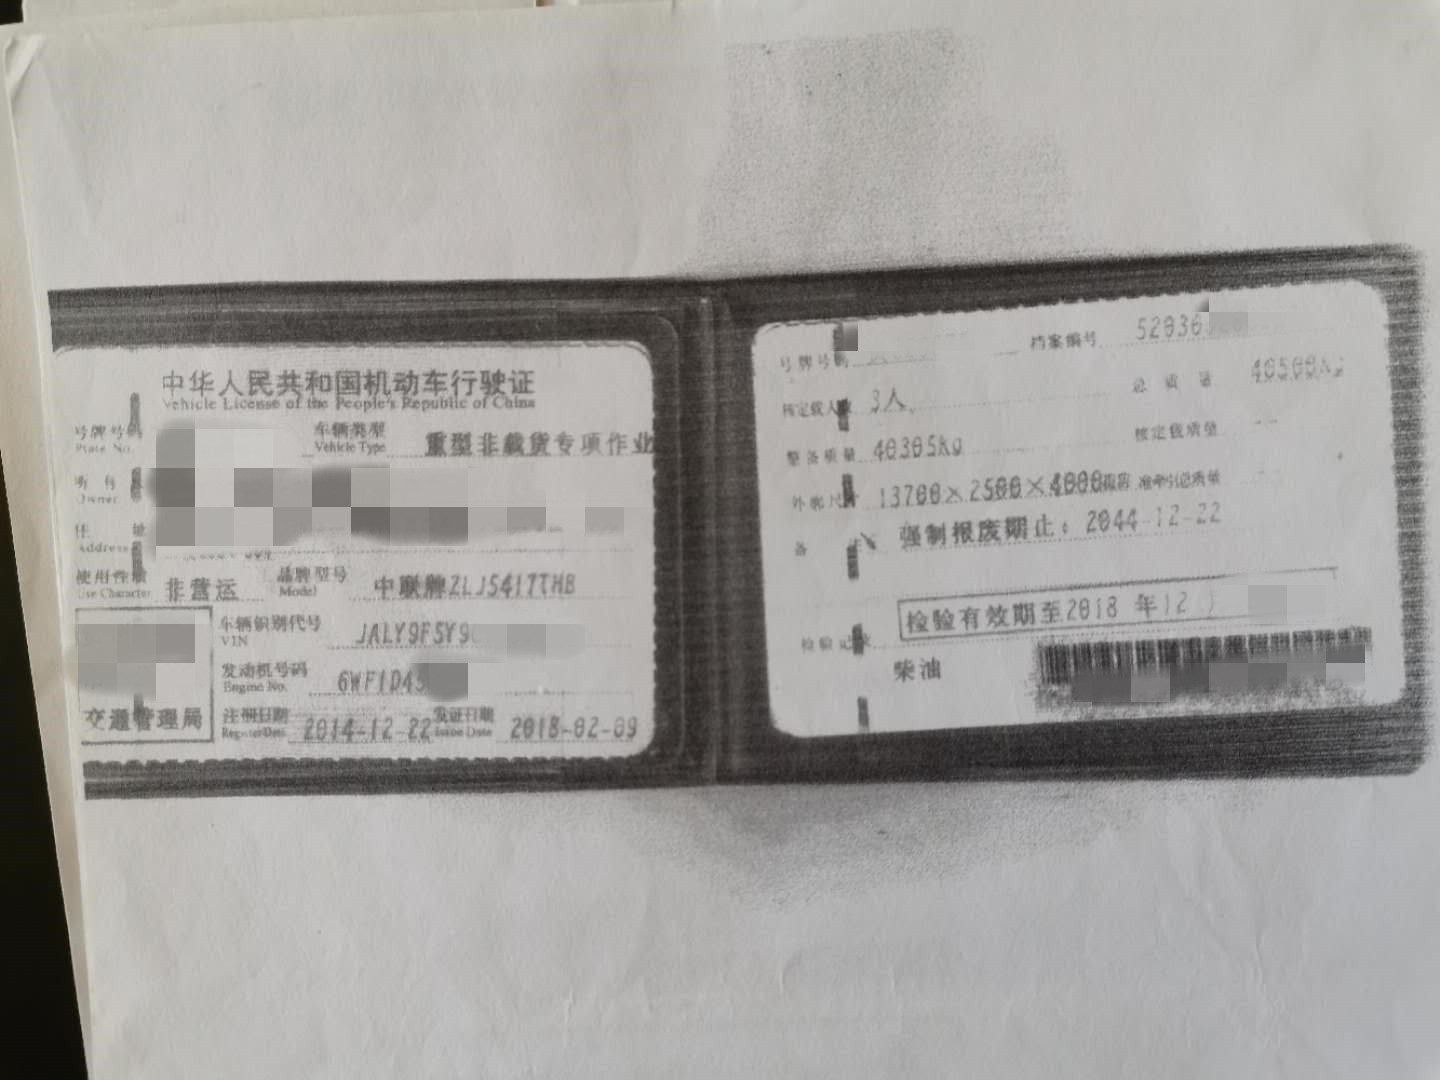 中华人民共和国机动车行驶证
Vehicle License of the People's Republic of China
号牌号码
Plate No.
车辆类型
Vehicle Type
重型非载货专项作业
Owner
住 址
Address
使用性质
Use Character
非营运
品牌型号
Model
中联牌ZLJ5417THB
车辆识别代号
VIN
JALY9FSY9
发动机号码
Engine No.
6WF1D45
交通管理局
注册日期
Register Date
2014-12-22
发证日期
Issue Date
2018-02-09
号牌号码
档案编号
52030
核定载人数
3人
总质量
40500kg
整备质量
40305kg
核定载质量
--
外廓尺寸
13700×2500×4000
准牵引总质量
备
强制报废期止：2044-12-22
检验记录
检验有效期至2018 年12
柴油